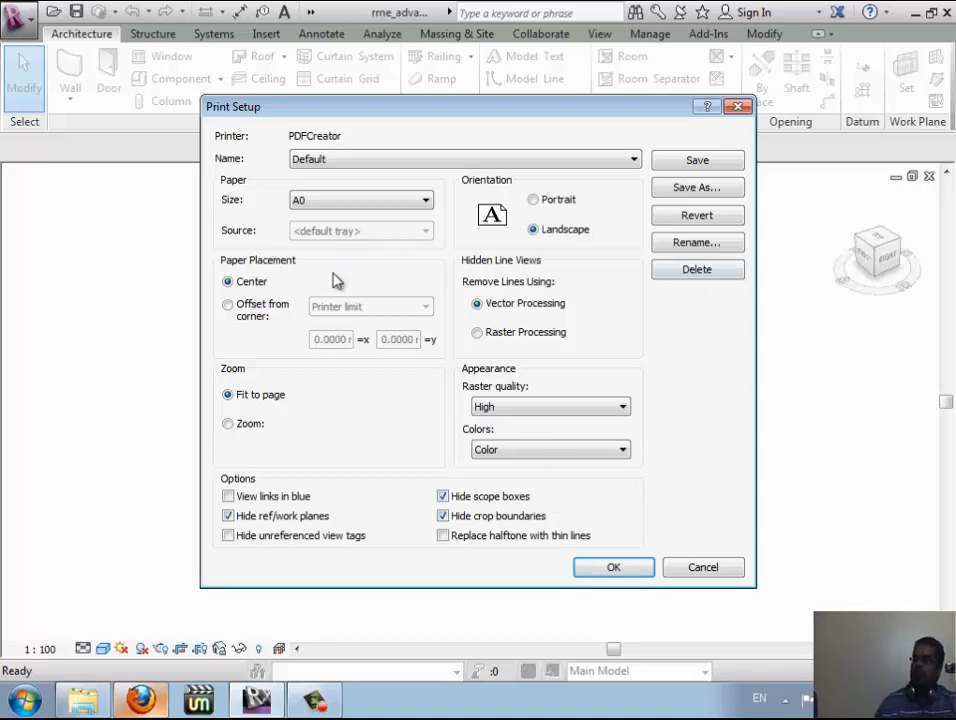 rme_adva...
Type a keyword or phrase
Sign In
Architecture Structure Systems Insert Annotate Analyze Massing & Site Collaborate View Manage Add-Ins Modify
Modify
Wall
Door
Window
Component
Column
Roof
Ceiling
Curtain System
Curtain Grid
Railing
Ramp
Model Text
Model Line
Room
Room Separator
Shaft
Set
Select
Opening
Datum
Work Plane
Print Setup
Printer: PDFCreator
Name: Default
Save
Paper
Size: A0
Source: <default tray>
Orientation
A
Portrait
Landscape
Save As...
Revert
Rename...
Delete
Paper Placement
Center
Offset from
corner:
Printer limit
=x
=y
Hidden Line Views
Remove Lines Using:
Vector Processing
Raster Processing
Zoom
Fit to page
Zoom:
Appearance
Raster quality:
High
Colors:
Color
Options
View links in blue
Hide ref/work planes
Hide unreferenced view tags
Hide scope boxes
Hide crop boundaries
Replace halftone with thin lines
OK
Cancel
RIGHT
1 : 100
Ready
:0
Main Model
EN